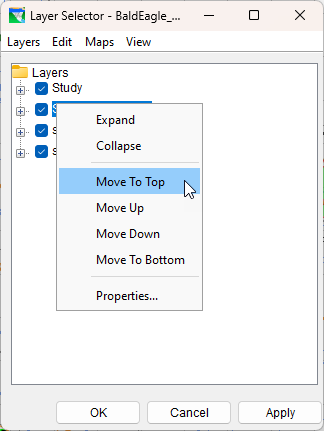 Layer Selector - BaldEagle_...
Layers Edit Maps View
Layers
Study
Expand
Collapse
Move To Top
Move Up
Move Down
Move To Bottom
Properties...
OK Cancel Apply